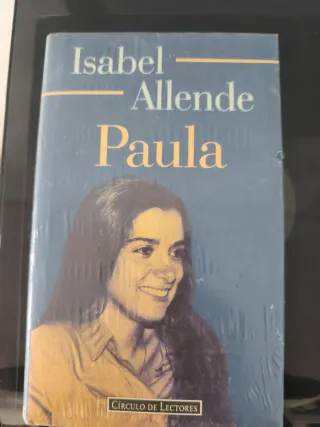 Isabel
Allende
Paula
CÍRCULO DE LECTORES